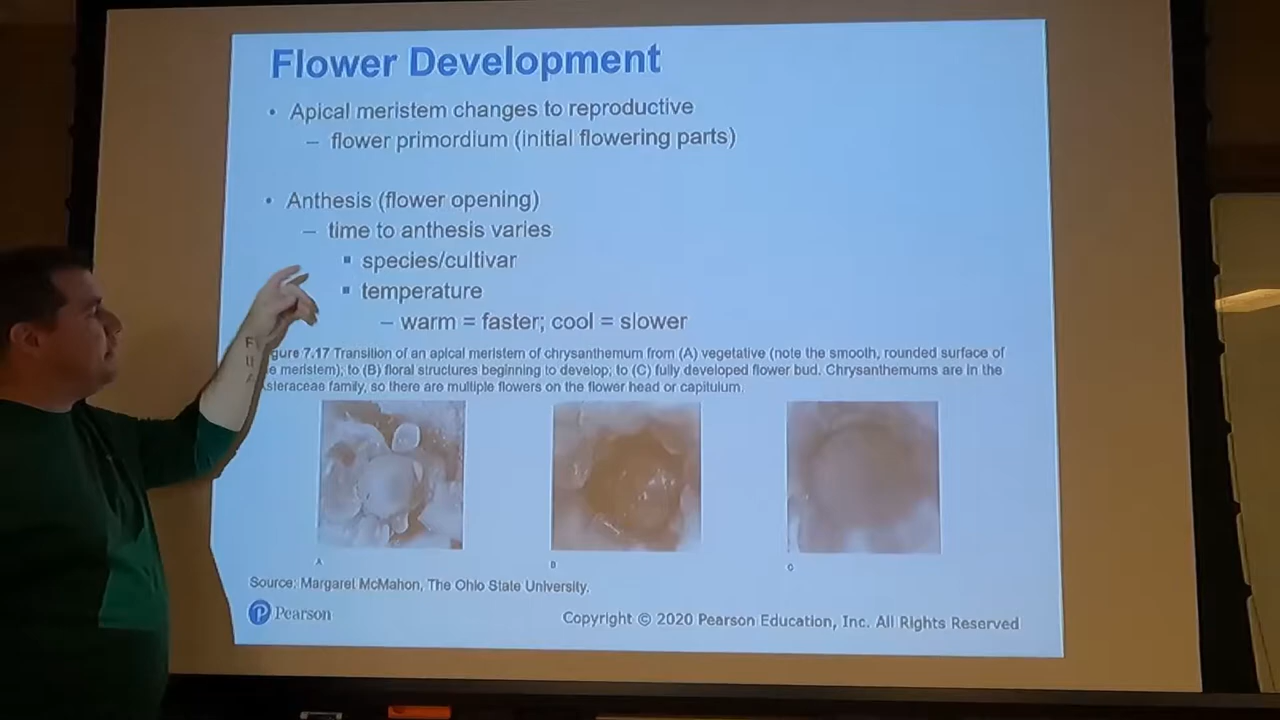 Flower Development
• Apical meristem changes to reproductive
– flower primordium (initial flowering parts)
• Anthesis (flower opening)
– time to anthesis varies
▪ species/cultivar
▪ temperature
– warm = faster; cool = slower
Figure 7.17 Transition of an apical meristem of chrysanthemum from (A) vegetative (note the smooth, rounded surface of
meristem); to (B) floral structures beginning to develop; to (C) fully developed flower bud. Chrysanthemums are in the
Asteraceae family, so there are multiple flowers on the flower head or capitulum.
A B C
Source: Margaret McMahon, The Ohio State University.
P Pearson
Copyright © 2020 Pearson Education, Inc. All Rights Reserved